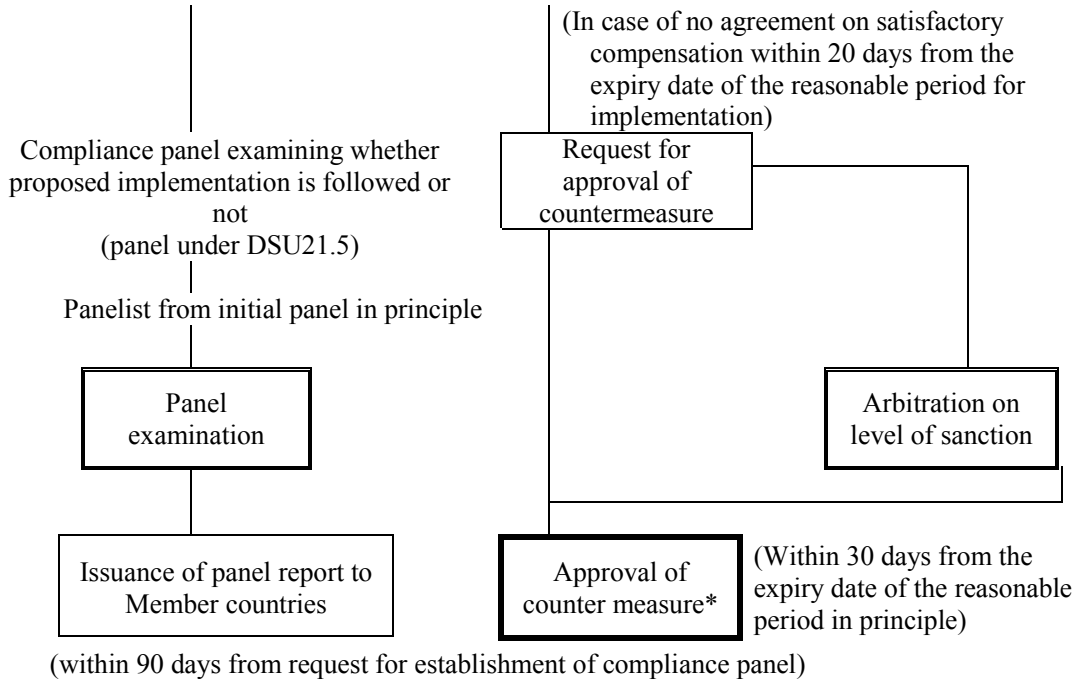 (In case of no agreement on satisfactory
compensation within 20 days from the
expiry date of the reasonable period for
implementation)
Compliance panel examining whether
proposed implementation is followed or
not
(panel under DSU21.5)
Request for
approval of
countermeasure
Panelist from initial panel in principle
Panel
examination
Arbitration on
level of sanction
Issuance of panel report to
Member countries
Approval of
counter measure*
(Within 30 days from the
expiry date of the reasonable
period in principle)
(within 90 days from request for establishment of compliance panel)